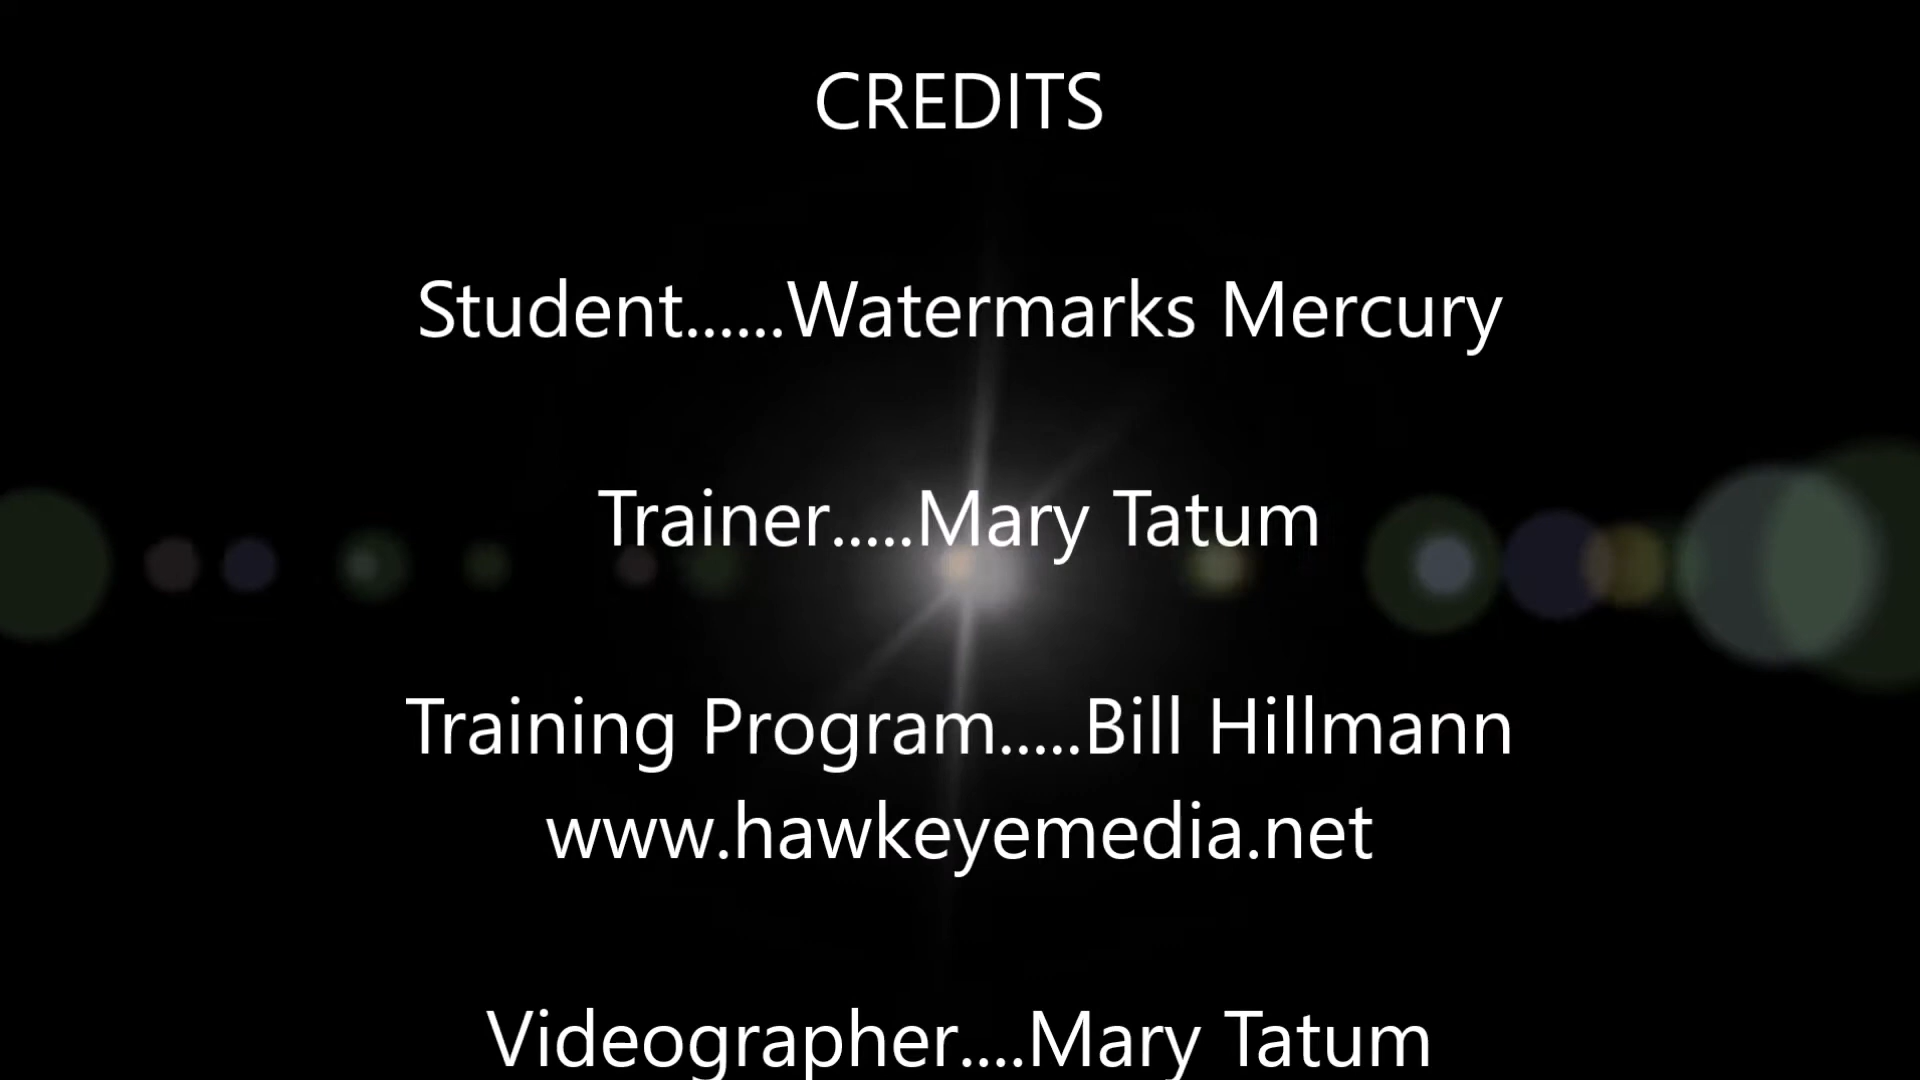 CREDITS
Student......Watermarks Mercury
Trainer.....Mary Tatum
Training Program.....Bill Hillmann
www.hawkeyemedia.net
Videographer....Mary Tatum